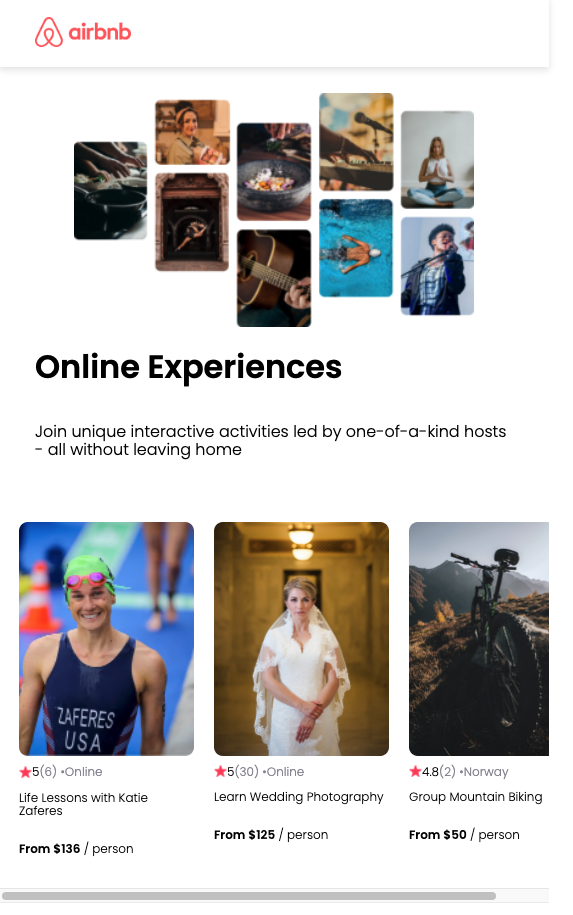 airbnb
Online Experiences
Join unique interactive activities led by one-of-a-kind hosts
- all without leaving home
ZAFERES
USA
5(6) •Online
Life Lessons with Katie
Zaferes
From $136 / person
5(30) •Online
Learn Wedding Photography
From $125 / person
4.8(2) •Norway
Group Mountain Biking
From $50 / person